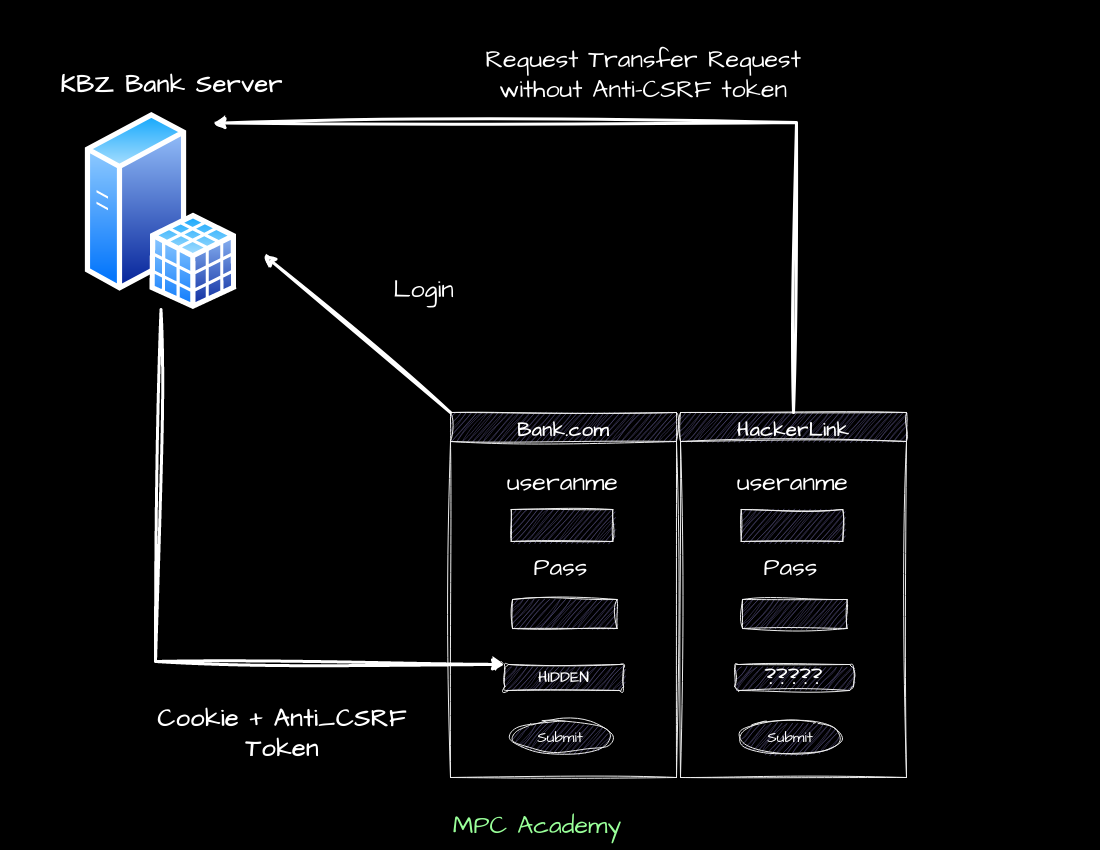 Request Transfer Request
without Anti-CSRF token
KBZ Bank Server
Login
Bank.com
HackerLink
useranme
useranme
Pass
Pass
HIDDEN
?????
Submit
Submit
Cookie + Anti_CSRF
Token
MPC Academy